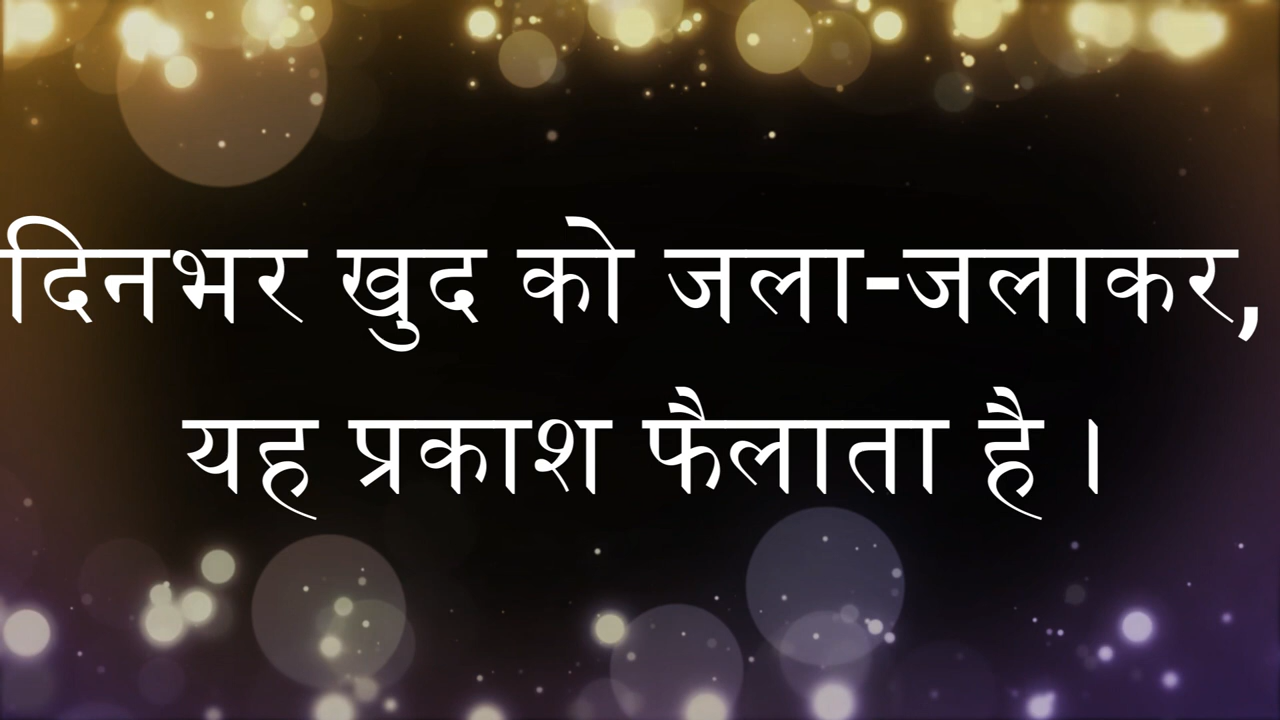 दिनभर खुद को जला-जलाकर,
यह प्रकाश फैलाता है ।